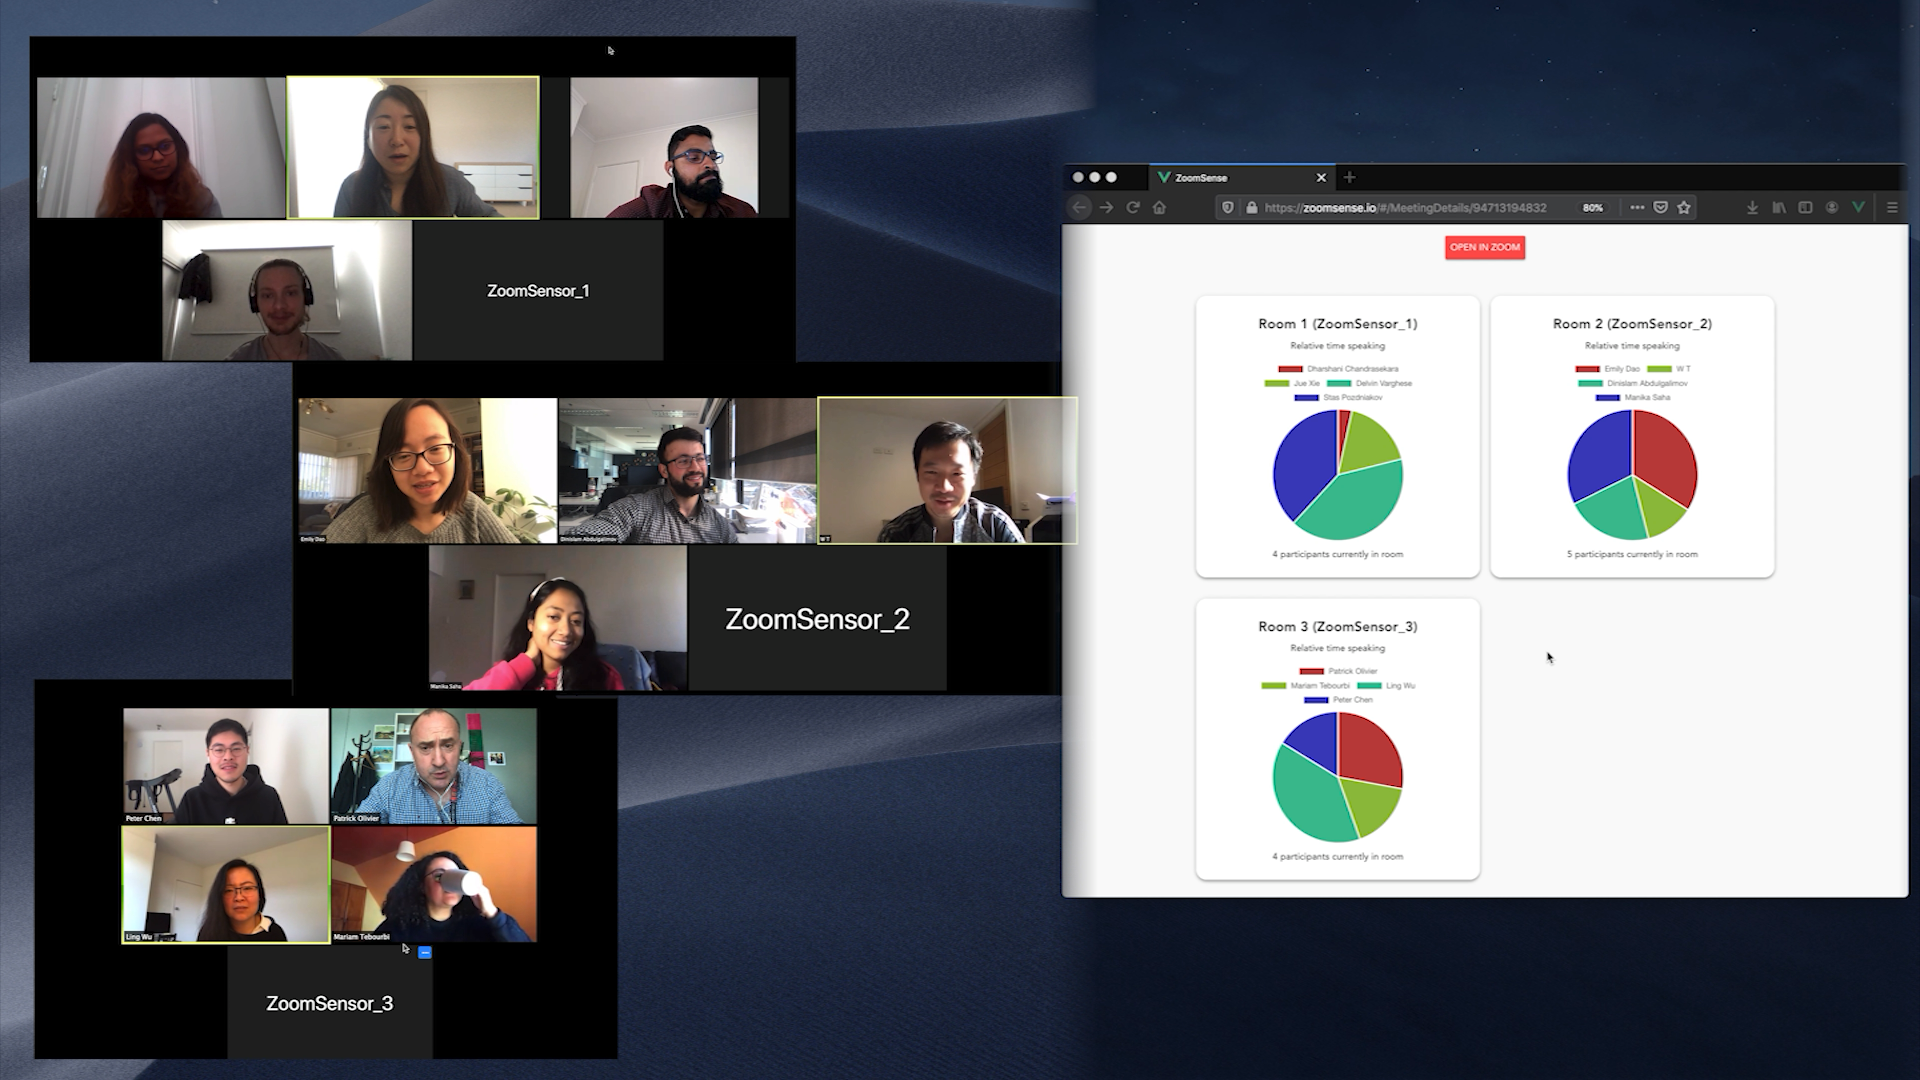 ZoomSensor_1
Emily Dao
Dinislam Abdulgalimov
W T
Manika Saha
ZoomSensor_2
Peter Chen
Patrick Olivier
Ling Wu
Mariam Tebourbi
ZoomSensor_3
ZoomSense
https://zoomsense.io/#/MeetingDetails/94713194832
80%
OPEN IN ZOOM
Room 1 (ZoomSensor_1)
Relative time speaking
Dharshani Chandrasekara
Jue Xie Delvin Varghese
Stas Pozdniakov
4 participants currently in room
Room 2 (ZoomSensor_2)
Relative time speaking
Emily Dao W T
Dinislam Abdulgalimov
Manika Saha
5 participants currently in room
Room 3 (ZoomSensor_3)
Relative time speaking
Patrick Olivier
Mariam Tebourbi Ling Wu
Peter Chen
4 participants currently in room